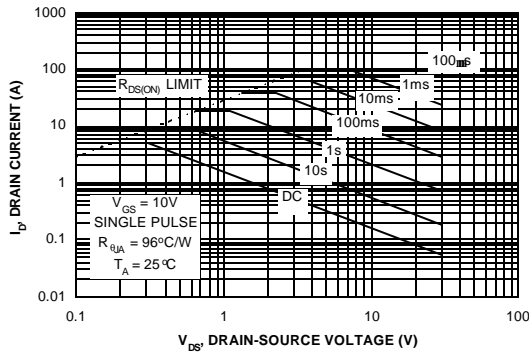 1000
100
10
1
0.1
0.01
I_D, DRAIN CURRENT (A)
R_DS(ON) LIMIT
100µs
1ms
10ms
100ms
1s
10s
DC
V_GS = 10V
SINGLE PULSE
R_θJA = 96°C/W
T_A = 25°C
0.1 1 10 100
V_DS, DRAIN-SOURCE VOLTAGE (V)